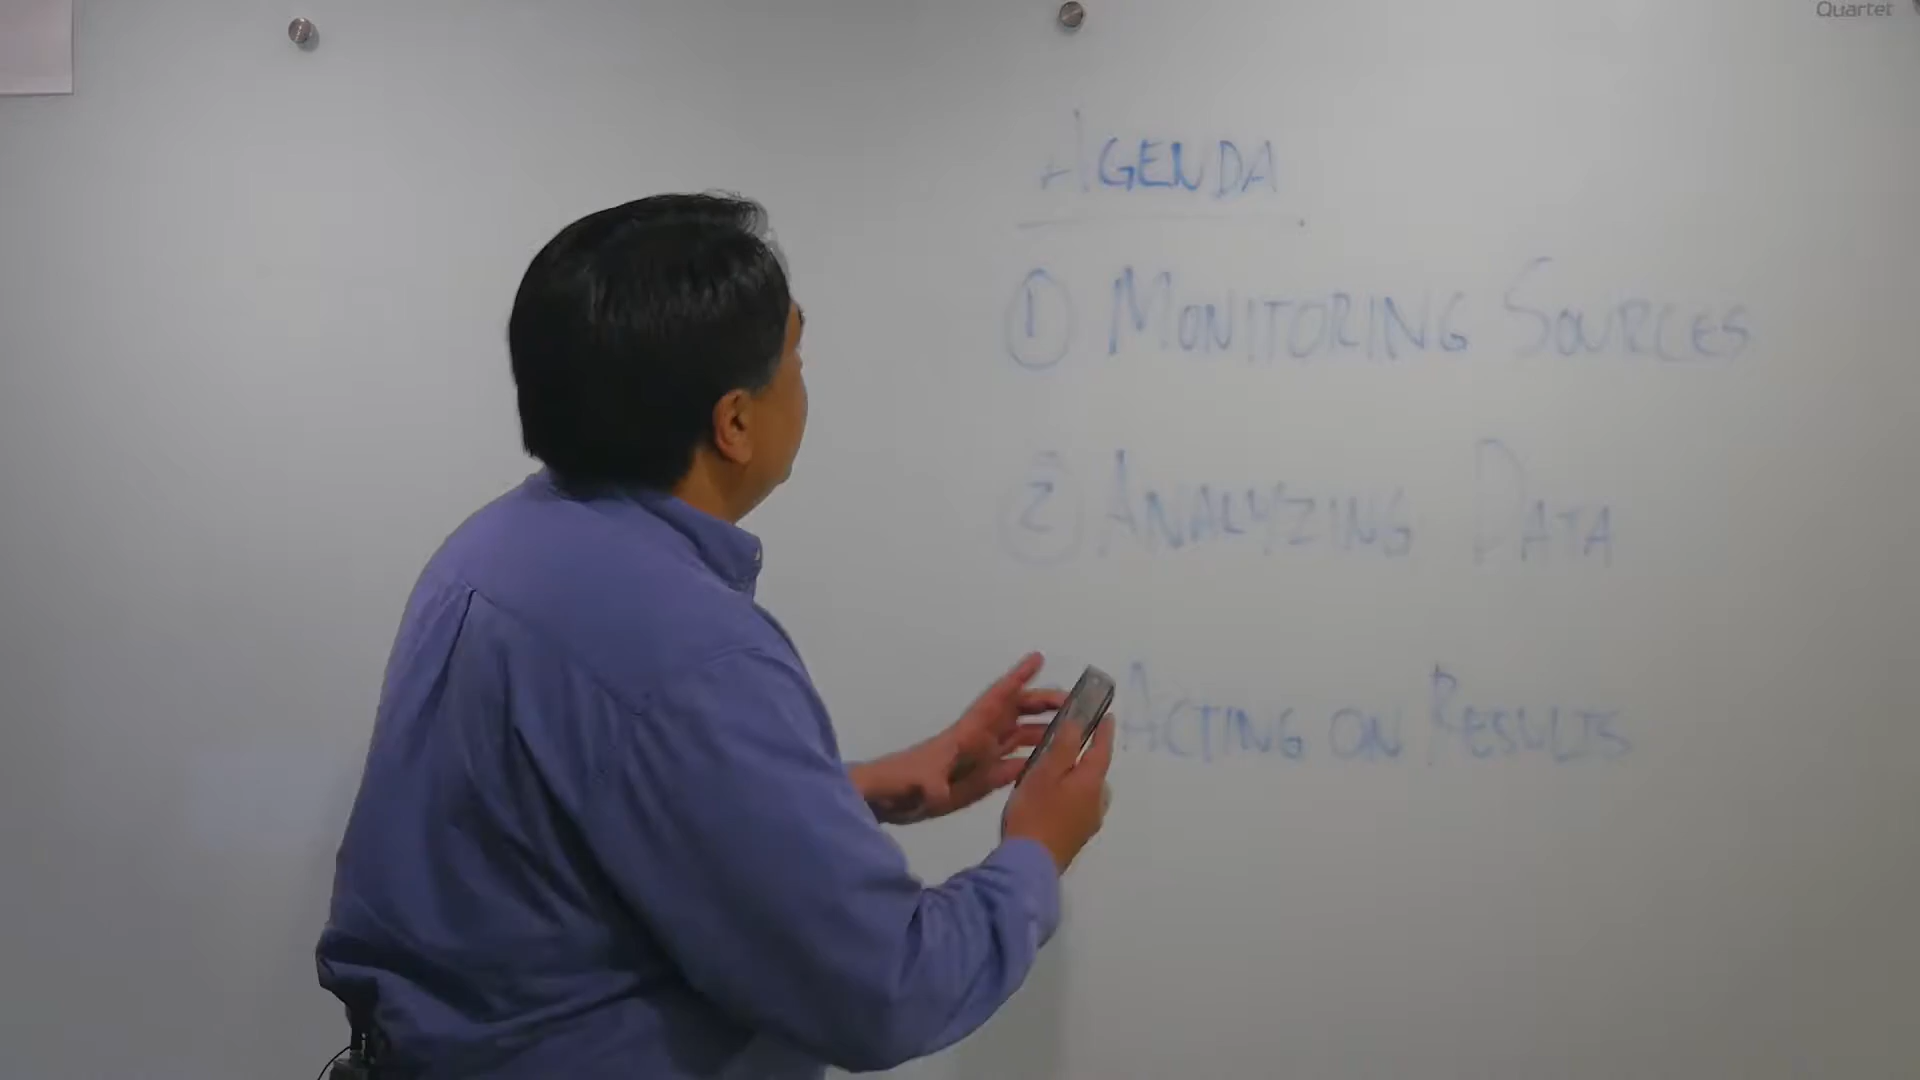 Quartet
AGENDA
1 MONITORING SOURCES
2 ANALYZING DATA
ACTING ON RESULTS